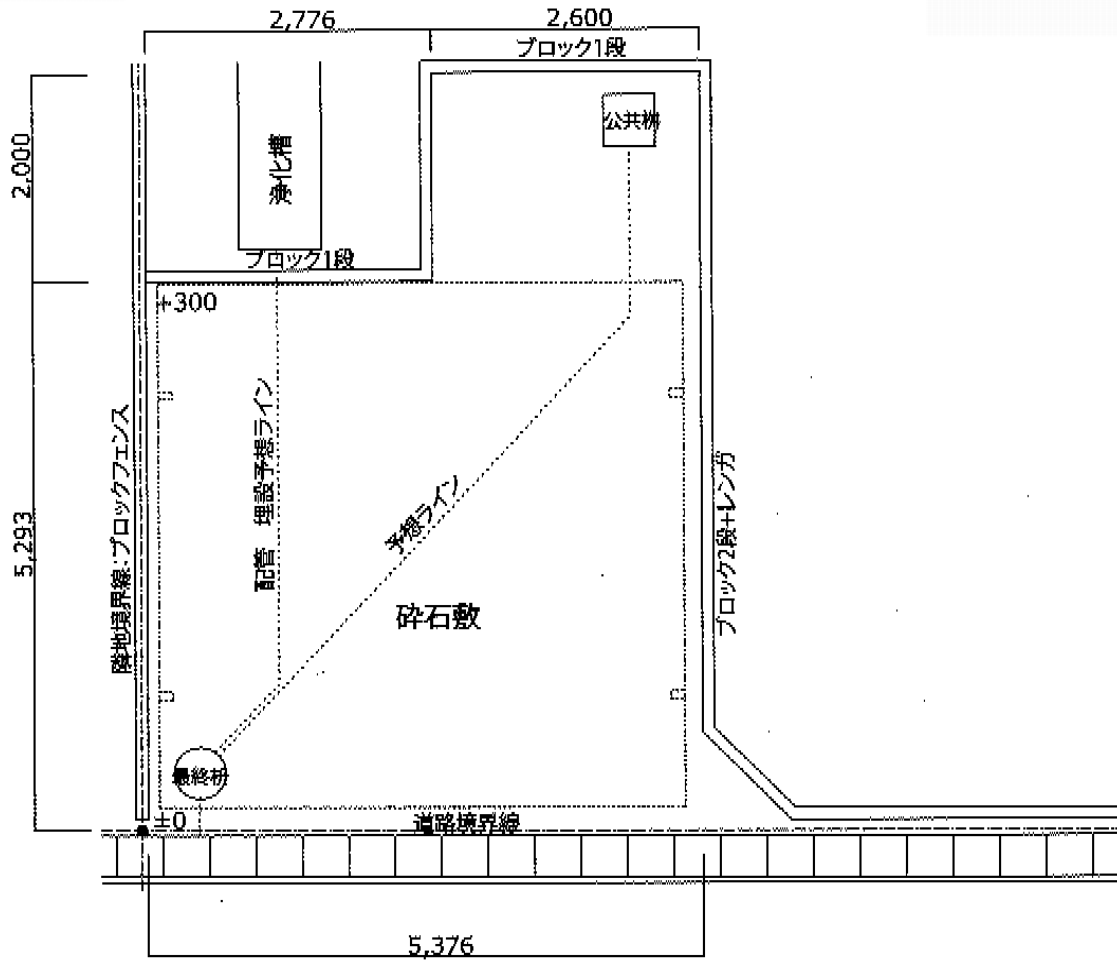 2,776
2,600
ブロック1段
公共桝
2,000
浄化槽
ブロック1段
+300
隣地境界線:ブロックフェンス
配管 埋設予想ライン
予想ライン
ブロック2段+レンガ
5,293
砕石敷
最終枡
±0
道路境界線
5,376